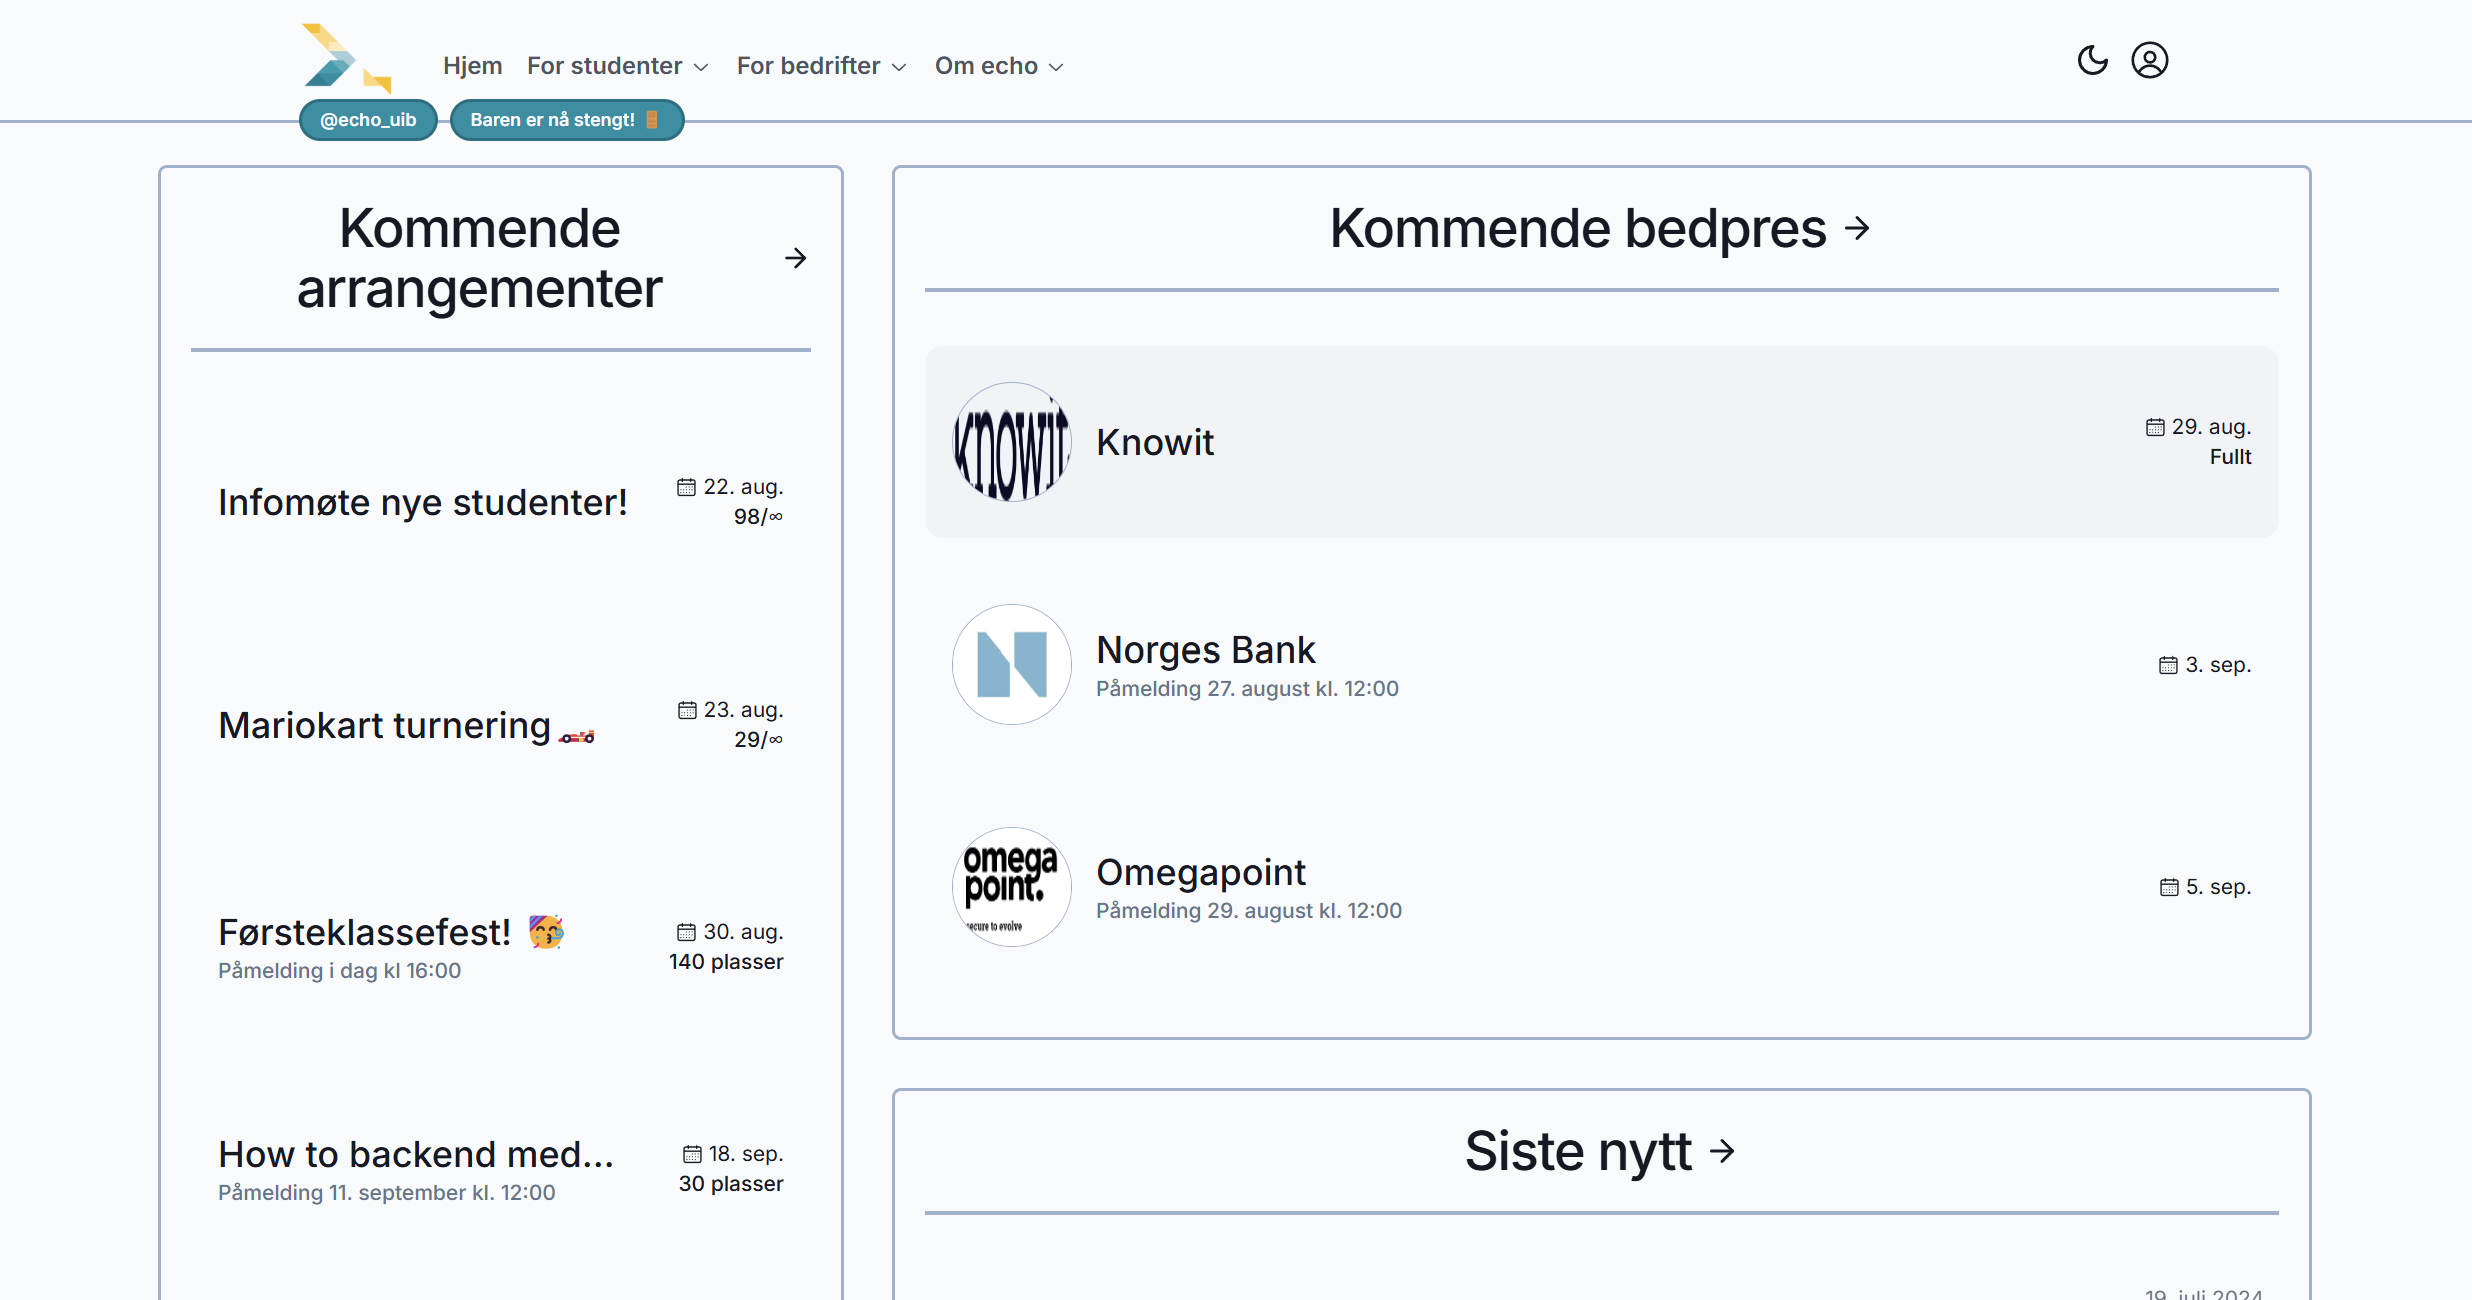 Hjem For studenter For bedrifter Om echo
@echo_uib Baren er nå stengt! 🚪
Kommende
arrangementer →
Infomøte nye studenter!
22. aug.
98/∞
Mariokart turnering 🏎️
23. aug.
29/∞
Førsteklassefest! 🥳
Påmelding i dag kl 16:00
30. aug.
140 plasser
How to backend med...
Påmelding 11. september kl. 12:00
18. sep.
30 plasser
Kommende bedpres →
knowit
Knowit
29. aug.
Fullt
Norges Bank
Påmelding 27. august kl. 12:00
3. sep.
omega
point.
secure to evolve
Omegapoint
Påmelding 29. august kl. 12:00
5. sep.
Siste nytt →
19. juli 2024